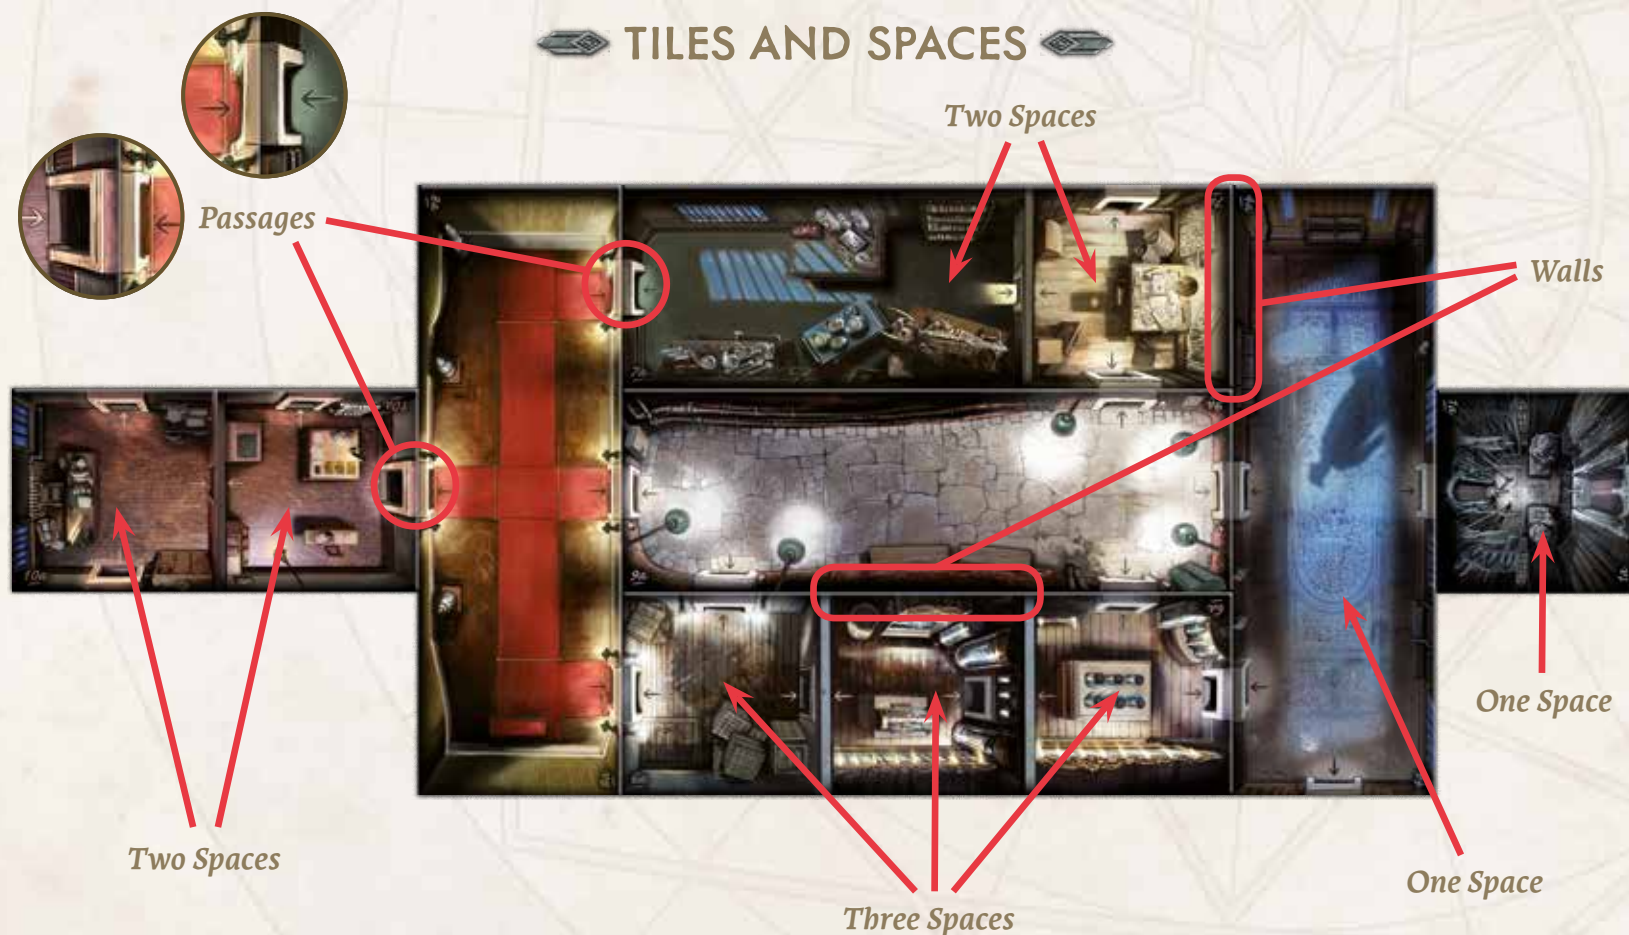 TILES AND SPACES
Two Spaces
Passages
Walls
One Space
Two Spaces
One Space
Three Spaces